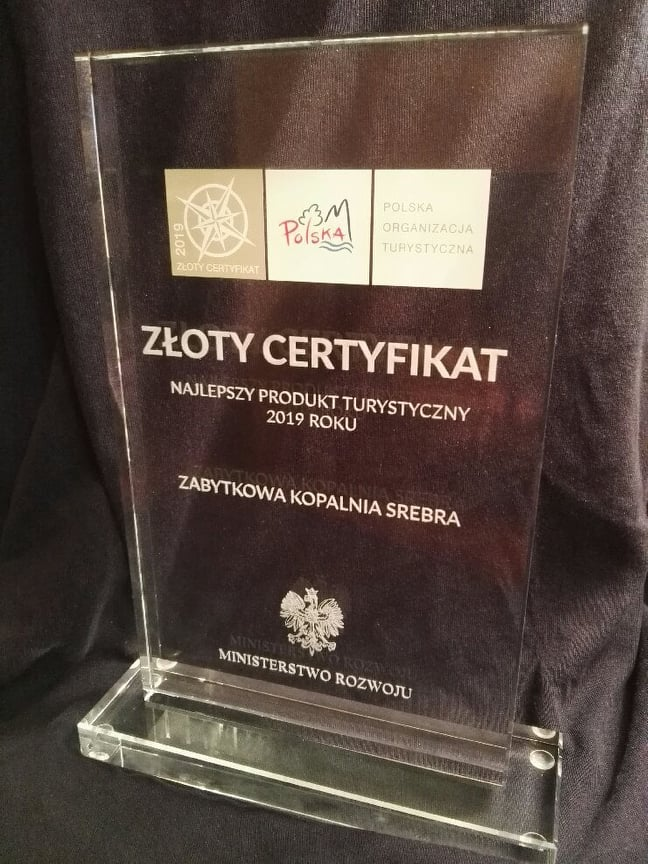 2019
ZŁOTY CERTYFIKAT
Polska
POLSKA
ORGANIZACJA
TURYSTYCZNA
ZŁOTY CERTYFIKAT
NAJLEPSZY PRODUKT TURYSTYCZNY
2019 ROKU
ZABYTKOWA KOPALNIA SREBRA
MINISTERSTWO ROZWOJU